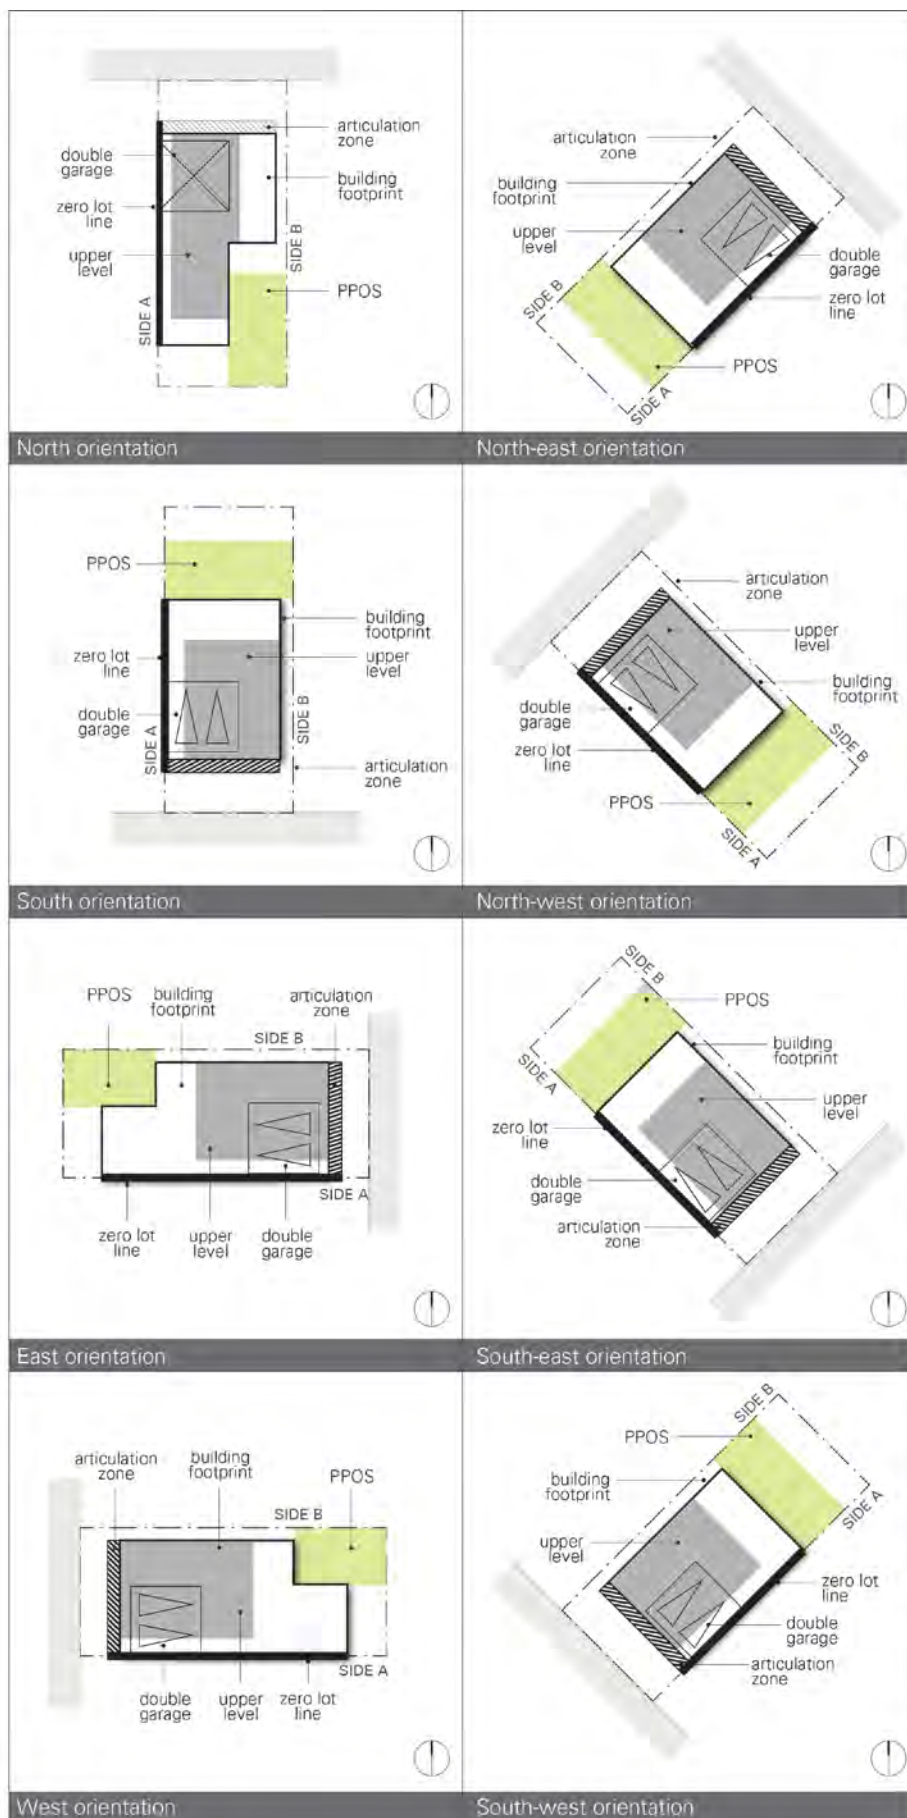 articulation
zone
double
garage
building
footprint
zero lot
line
SIDE B
upper
level
PPOS
SIDE A
North orientation
articulation
zone
building
footprint
upper
level
double
garage
SIDE B
zero lot
line
PPOS
SIDE A
North-east orientation
PPOS
building
footprint
zero lot
line
upper
level
double
garage
SIDE B
SIDE A
articulation
zone
South orientation
articulation
zone
upper
level
building
footprint
double
garage
SIDE B
zero lot
line
PPOS
SIDE A
North-west orientation
PPOS
building
footprint
articulation
zone
SIDE B
SIDE A
zero lot
line
upper
level
double
garage
East orientation
SIDE B
PPOS
building
footprint
SIDE A
upper
level
zero lot
line
double
garage
articulation
zone
South-east orientation
articulation
zone
building
footprint
PPOS
SIDE B
SIDE A
double
garage
upper
level
zero lot
line
West orientation
SIDE B
PPOS
building
footprint
SIDE A
upper
level
zero lot
line
double
garage
articulation
zone
South-west orientation